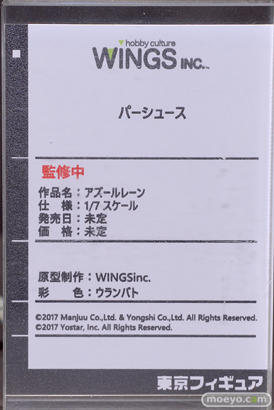 hobby culture
WINGS INC.™
パーシュース
監修中
作品名：アズールレーン
仕　様：1/7 スケール
発売日：未定
価　格：未定
原型制作：WINGSinc.
彩　　色：ウランバト
©2017 Manjuu Co.,Ltd. & Yongshi Co.,Ltd. All Rights Reserved.
©2017 Yostar, Inc. All Rights Reserved.
東京フィギュア
moeyo.com